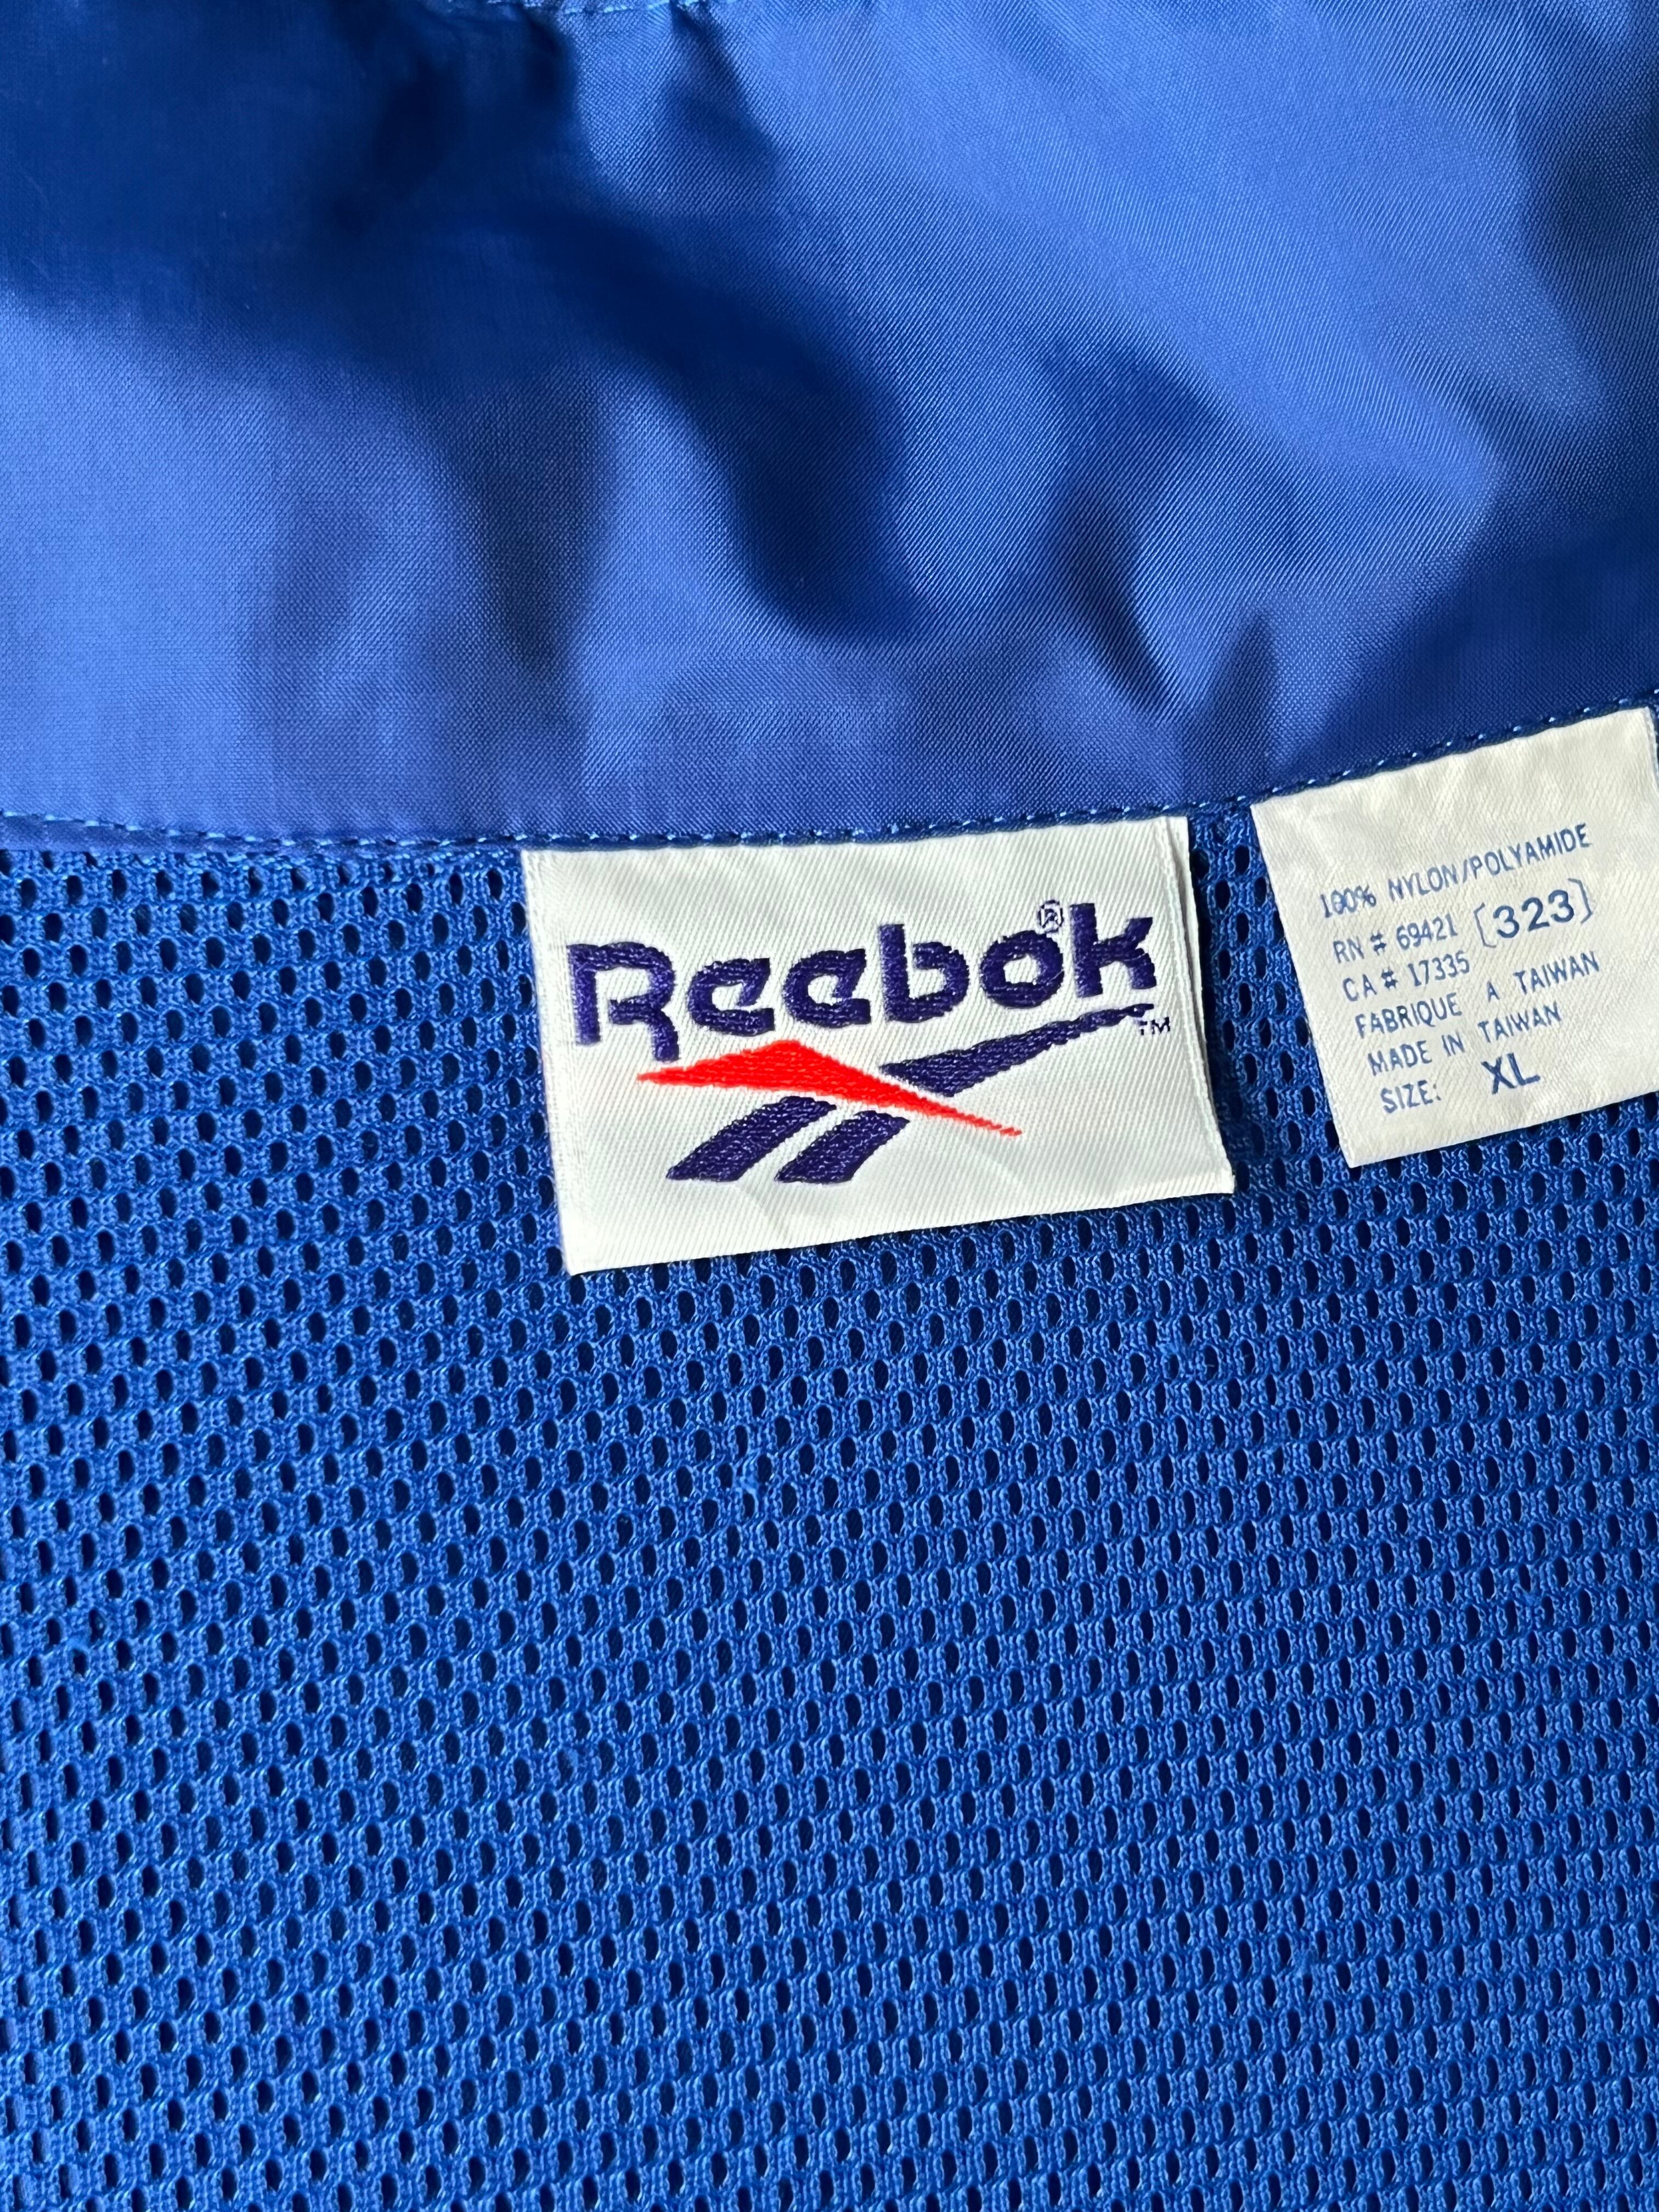 Reebok®
TM
100% NYLON/POLYAMIDE
RN # 69421 [323]
CA # 17335
FABRIQUE A TAIWAN
MADE IN TAIWAN
SIZE: XL